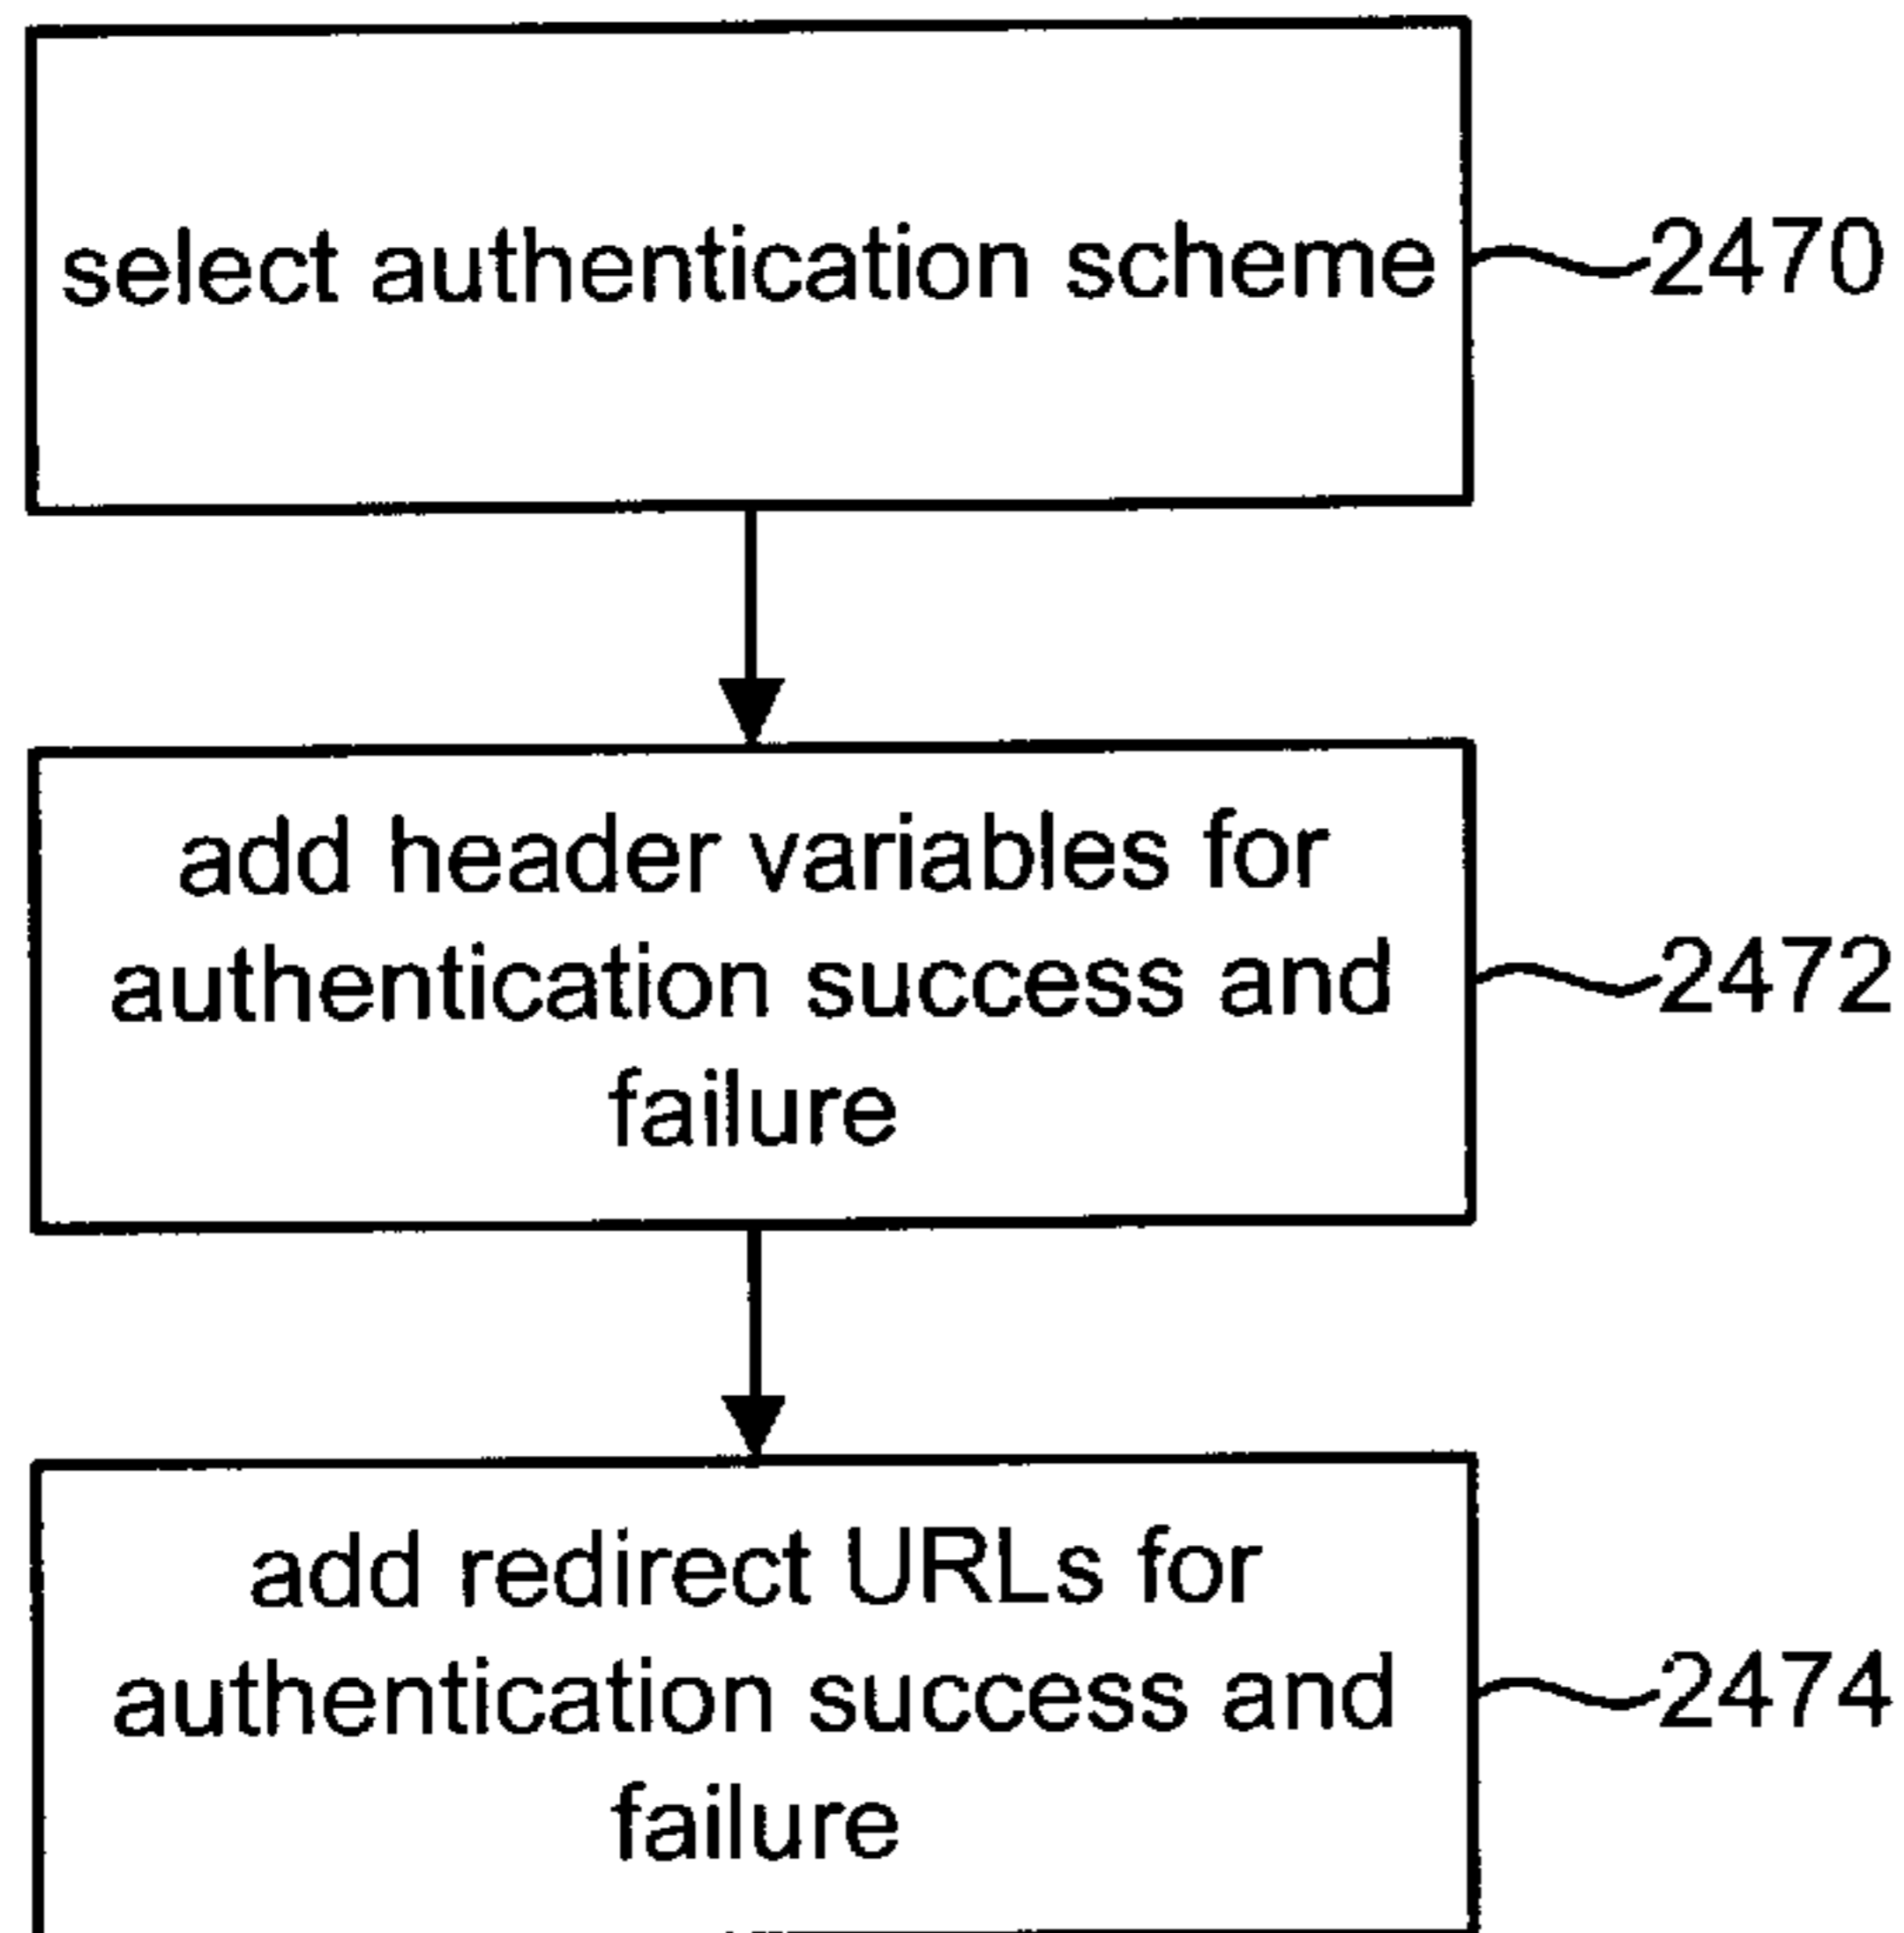 select authentication scheme
2470
add header variables for
authentication success and
failure
2472
add redirect URLs for
authentication success and
failure
2474